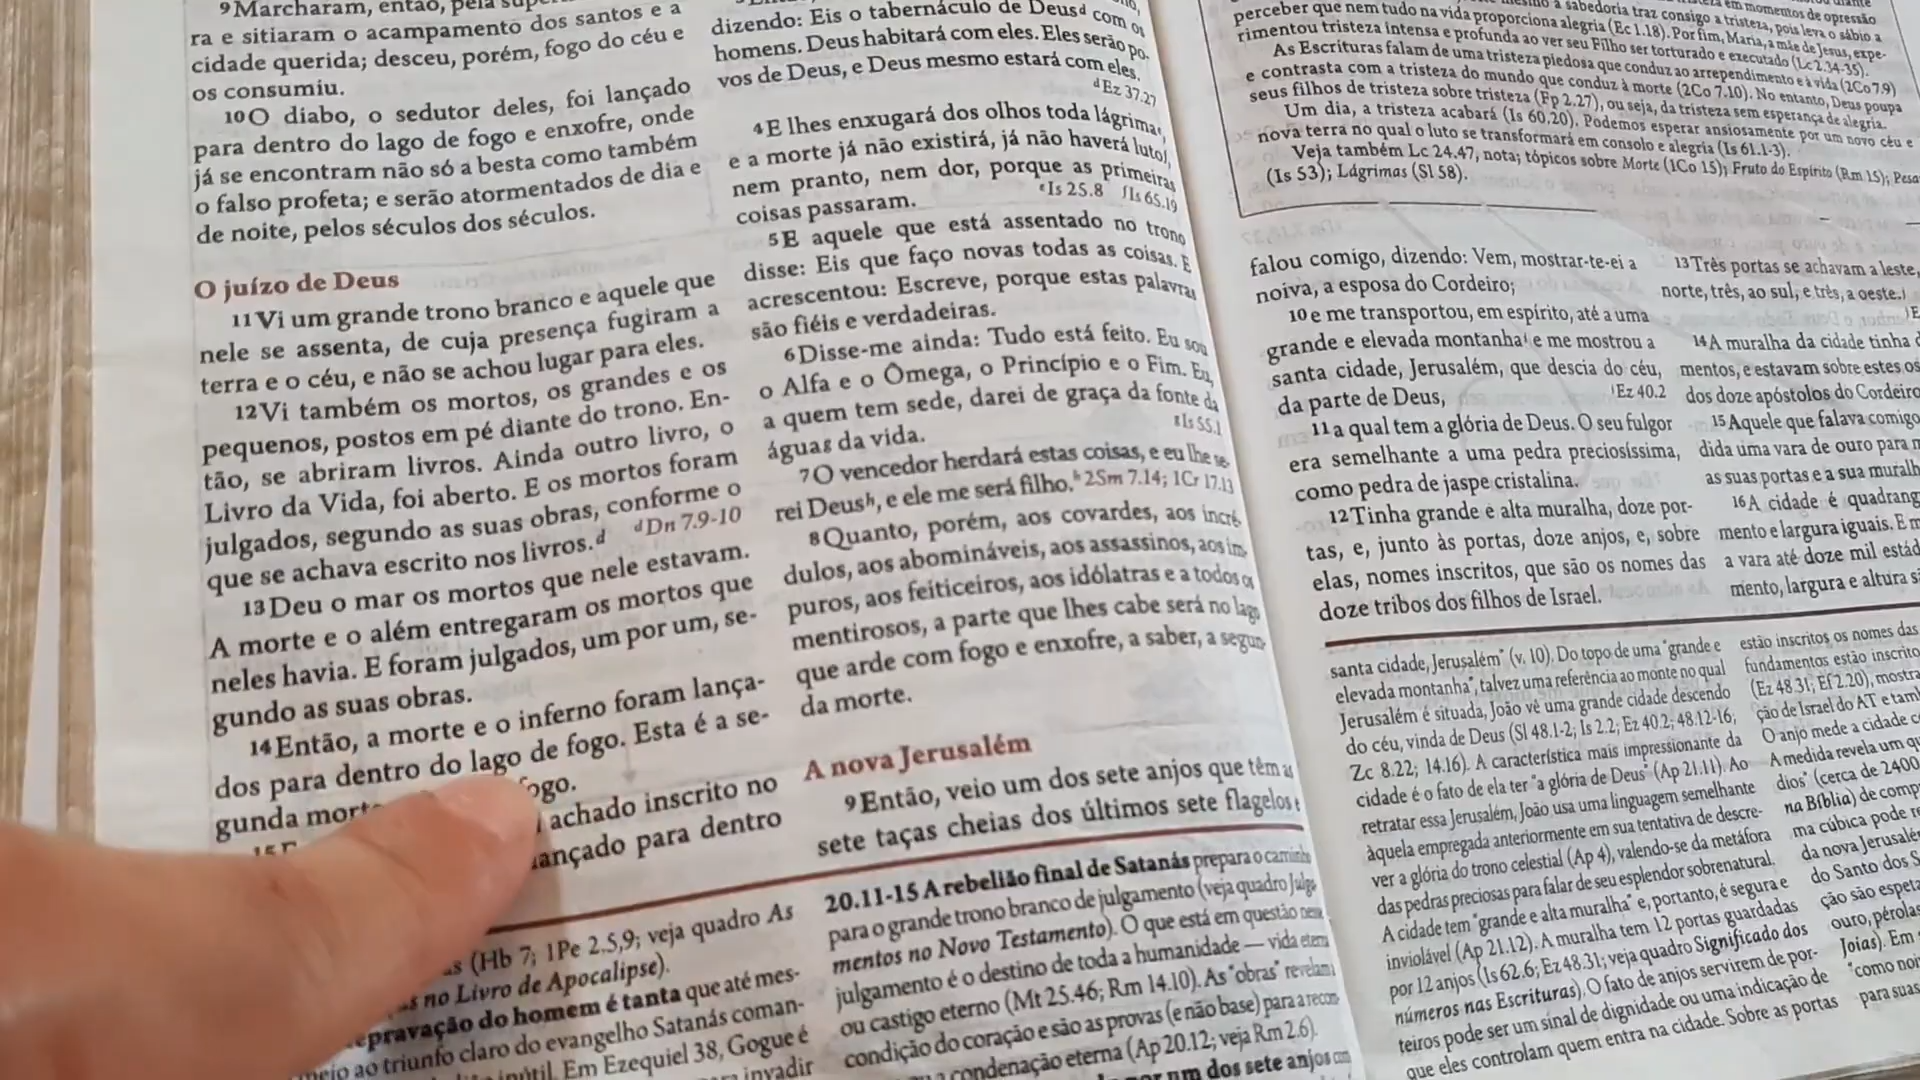 9Marcharam, então, pela
ra e sitiaram o acampamento dos santos e a
cidade querida; desceu, porém, fogo do céu e
os consumiu.
10O diabo, o sedutor deles, foi lançado
para dentro do lago de fogo e enxofre, onde
já se encontram não só a besta como também
o falso profeta; e serão atormentados de dia e
de noite, pelos séculos dos séculos.
O juízo de Deus
11Vi um grande trono branco e aquele que
nele se assenta, de cuja presença fugiram a
terra e o céu, e não se achou lugar para eles.
12Vi também os mortos, os grandes e os
pequenos, postos em pé diante do trono. En-
tão, se abriram livros. Ainda outro livro, o
Livro da Vida, foi aberto. E os mortos foram
julgados, segundo as suas obras, conforme o
que se achava escrito nos livros.d dDn 7.9-10
13Deu o mar os mortos que nele estavam.
A morte e o além entregaram os mortos que
neles havia. E foram julgados, um por um, se-
gundo as suas obras.
14Então, a morte e o inferno foram lança-
dos para dentro do lago de fogo. Esta é a se-
gunda fogo.
achado inscrito no
lançado para dentro
(Hb 7; 1Pe 2.5,9; veja quadro As
no Livro de Apocalipse).
depravação do homem é tanta que até mes-
ao triunfo claro do evangelho Satanás coman-
Em Ezequiel 38, Gogue é
invadir
dizendo: Eis o tabernáculo de Deusd com os
homens. Deus habitará com eles. Eles serão po-
vos de Deus, e Deus mesmo estará com eles.
dEz 37.27
4E lhes enxugará dos olhos toda lágrimae,
e a morte já não existirá, já não haverá lutof,
nem pranto, nem dor, porque as primeiras
coisas passaram. eIs 25.8 fIs 65.19
5E aquele que está assentado no trono
disse: Eis que faço novas todas as coisas. E
acrescentou: Escreve, porque estas palavras
são fiéis e verdadeiras.
6Disse-me ainda: Tudo está feito. Eu sou
o Alfa e o Ômega, o Princípio e o Fim. Eu,
a quem tem sede, darei de graça da fonte da
águag da vida. gIs 55.1
7O vencedor herdará estas coisas, e eu lhe se-
rei Deush, e ele me será filho. h2Sm 7.14; 1Cr 17.13
8Quanto, porém, aos covardes, aos incré-
dulos, aos abomináveis, aos assassinos, aos im-
puros, aos feiticeiros, aos idólatras e a todos os
mentirosos, a parte que lhes cabe será no lago
que arde com fogo e enxofre, a saber, a segun-
da morte.
A nova Jerusalém
9Então, veio um dos sete anjos que têm as
sete taças cheias dos últimos sete flagelos
20.11-15 A rebelião final de Satanás prepara o caminho
para o grande trono branco de julgamento (veja quadro Julga-
mentos no Novo Testamento). O que está em questão nesse
julgamento é o destino de toda a humanidade — vida eterna
ou castigo eterno (Mt 25.46; Rm 14.10). As "obras" revelam a
condição do coração e são as provas (e não base) para a recom-
condenação eterna (Ap 20.12; veja Rm 2.6).
um dos sete anjos
a sabedoria traz consigo a tristeza em momentos de opressão
perceber que nem tudo na vida proporciona alegria (Ec 1.18). Por fim, Maria, a mãe de Jesus, expe-
rimentou tristeza intensa e profunda ao ver seu Filho ser torturado e executado (Lc 2.34-35).
As Escrituras falam de uma tristeza piedosa que conduz ao arrependimento e à vida (2Co 7.9)
e contrasta com a tristeza do mundo que conduz à morte (2Co 7.10). No entanto, Deus poupa
seus filhos de tristeza sobre tristeza (Fp 2.27), ou seja, da tristeza sem esperança de alegria.
Um dia, a tristeza acabará (Is 60.20). Podemos esperar ansiosamente por um novo céu e
nova terra no qual o luto se transformará em consolo e alegria (Is 61.1-3).
Veja também Lc 24.47, nota; tópicos sobre Morte (1Co 15); Fruto do Espírito (Rm 15);
(Is 53); Lágrimas (Sl 58).
falou comigo, dizendo: Vem, mostrar-te-ei a
noiva, a esposa do Cordeiro;
10e me transportou, em espírito, até a uma
grande e elevada montanhai e me mostrou a
santa cidade, Jerusalém, que descia do céu,
da parte de Deus, iEz 40.2
11a qual tem a glória de Deus. O seu fulgor
era semelhante a uma pedra preciosíssima,
como pedra de jaspe cristalina.
12Tinha grande e alta muralha, doze por-
tas, e, junto às portas, doze anjos, e, sobre
elas, nomes inscritos, que são os nomes das
doze tribos dos filhos de Israel.
13Três portas se achavam a leste,
norte, três, ao sul, e três, a oeste.
14A muralha da cidade tinha
mentos, e estavam sobre estes os
dos doze apóstolos do Cordeiro
15Aquele que falava comigo
dida uma vara de ouro para
as suas portas e a sua muralh
16A cidade é quadrang
mento e largura iguais. E m
a vara até doze mil estád
mento, largura e altura
santa cidade, Jerusalém" (v. 10). Do topo de uma "grande e
elevada montanha", talvez uma referência ao monte no qual
Jerusalém é situada, João vê uma grande cidade descendo
do céu, vinda de Deus (Sl 48.1-2; Is 2.2; Ez 40.2; 48.12-16;
Zc 8.22; 14.16). A característica mais impressionante da
cidade é o fato de ela ter "a glória de Deus" (Ap 21.11). Ao
retratar essa Jerusalém, João usa uma linguagem semelhante
àquela empregada anteriormente em sua tentativa de descre-
ver a glória do trono celestial (Ap 4), valendo-se da metáfora
das pedras preciosas para falar de seu esplendor sobrenatural.
A cidade tem "grande e alta muralha" e, portanto, é segura e
inviolável (Ap 21.12). A muralha tem 12 portas guardadas
por 12 anjos (Is 62.6; Ez 48.31; veja quadro Significado dos
números nas Escrituras). O fato de anjos servirem de por-
teiros pode ser um sinal de dignidade ou uma indicação de
que eles controlam quem entra na cidade. Sobre as portas
estão inscritos os nomes das
fundamentos estão inscrito
(Ez 48.31; Ef 2.20), mostra
ção de Israel do AT e tam
O anjo mede a cidade
A medida revela um
dios" (cerca de 2400
na Bíblia) de comp
ma cúbica pode
da nova Jerusalé
do Santo dos
ção são espeta
ouro, pérolas
Joias). Em
"como noi
para suas